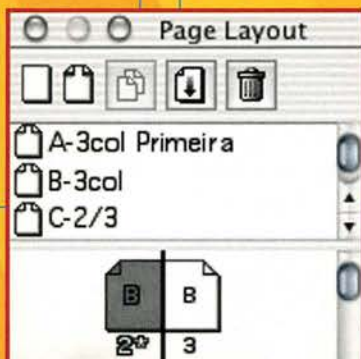 Page Layout
A-3col Primeira
B-3col
C-2/3
B B
2* 3